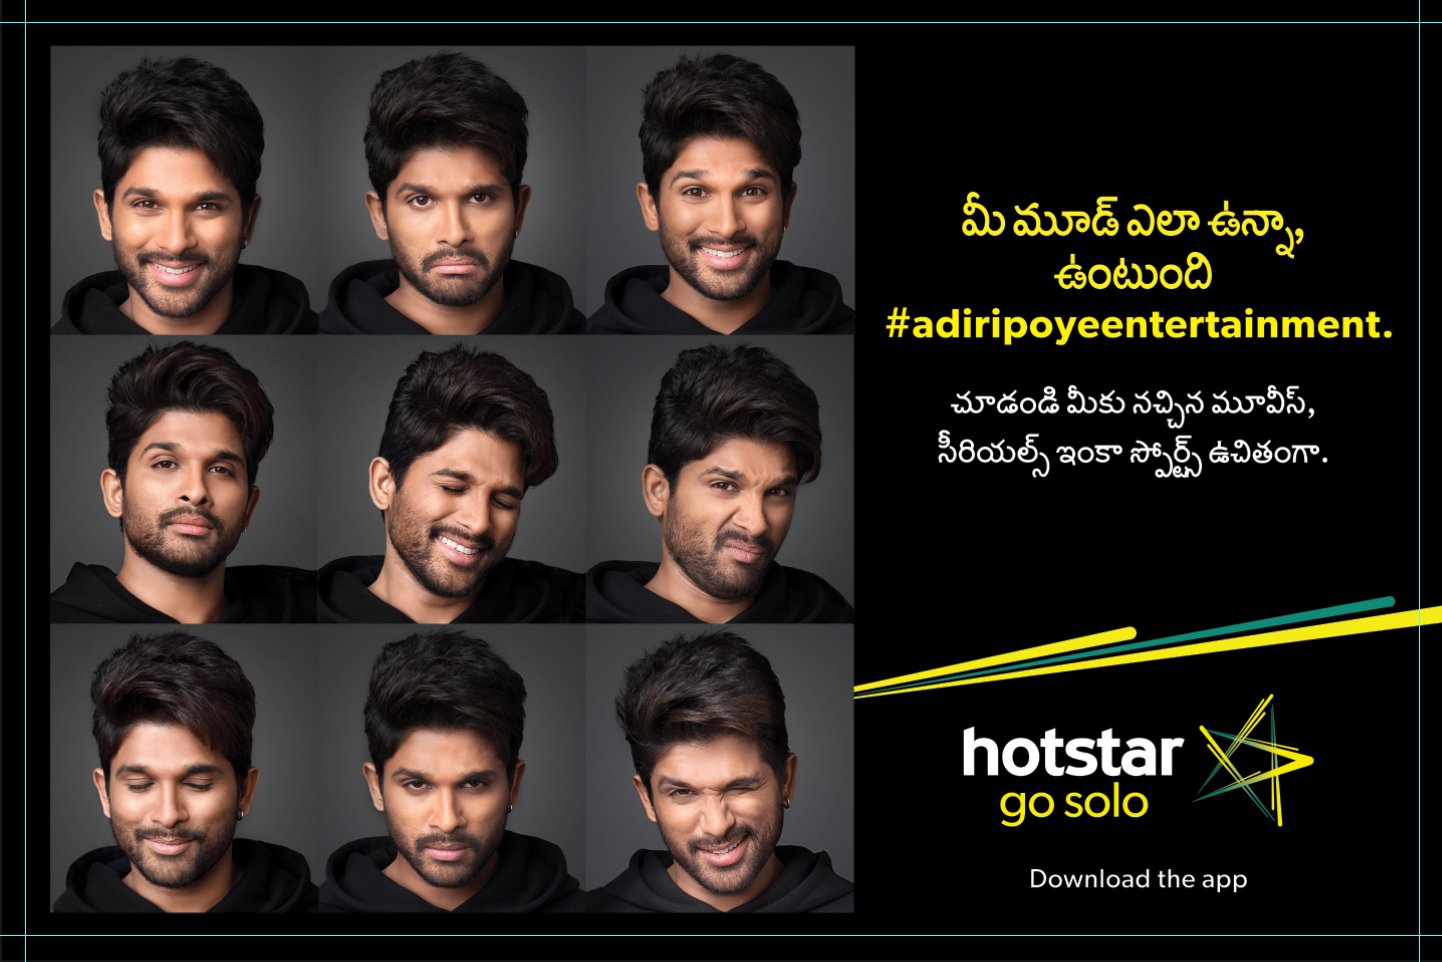 మీ మూడ్ ఎలా ఉన్నా,
ఉంటుంది
#adiripoyeentertainment.
చూడండి మీకు నచ్చిన మూవీస్,
సీరియల్స్ ఇంకా స్పోర్ట్స్ ఉచితంగా.
hotstar
go solo
Download the app